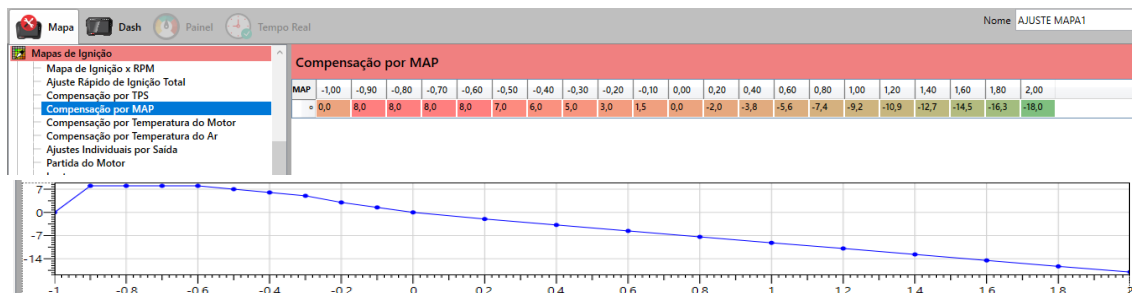 Mapa Dash Painel Tempo Real Nome AJUSTE MAPA1
Mapas de Ignição
Mapa de Ignição x RPM
Ajuste Rápido de Ignição Total
Compensação por TPS
Compensação por MAP
Compensação por Temperatura do Motor
Compensação por Temperatura do Ar
Ajustes Individuais por Saída
Partida do Motor
Compensação por MAP
MAP -1,00 -0,90 -0,80 -0,70 -0,60 -0,50 -0,40 -0,30 -0,20 -0,10 0,00 0,20 0,40 0,60 0,80 1,00 1,20 1,40 1,60 1,80 2,00
° 0,0 8,0 8,0 8,0 8,0 7,0 6,0 5,0 3,0 1,5 0,0 -2,0 -3,8 -5,6 -7,4 -9,2 -10,9 -12,7 -14,5 -16,3 -18,0
7
0
-7
-14
-1 -0.8 -0.6 -0.4 -0.2 0 0.2 0.4 0.6 0.8 1 1.2 1.4 1.6 1.8 2